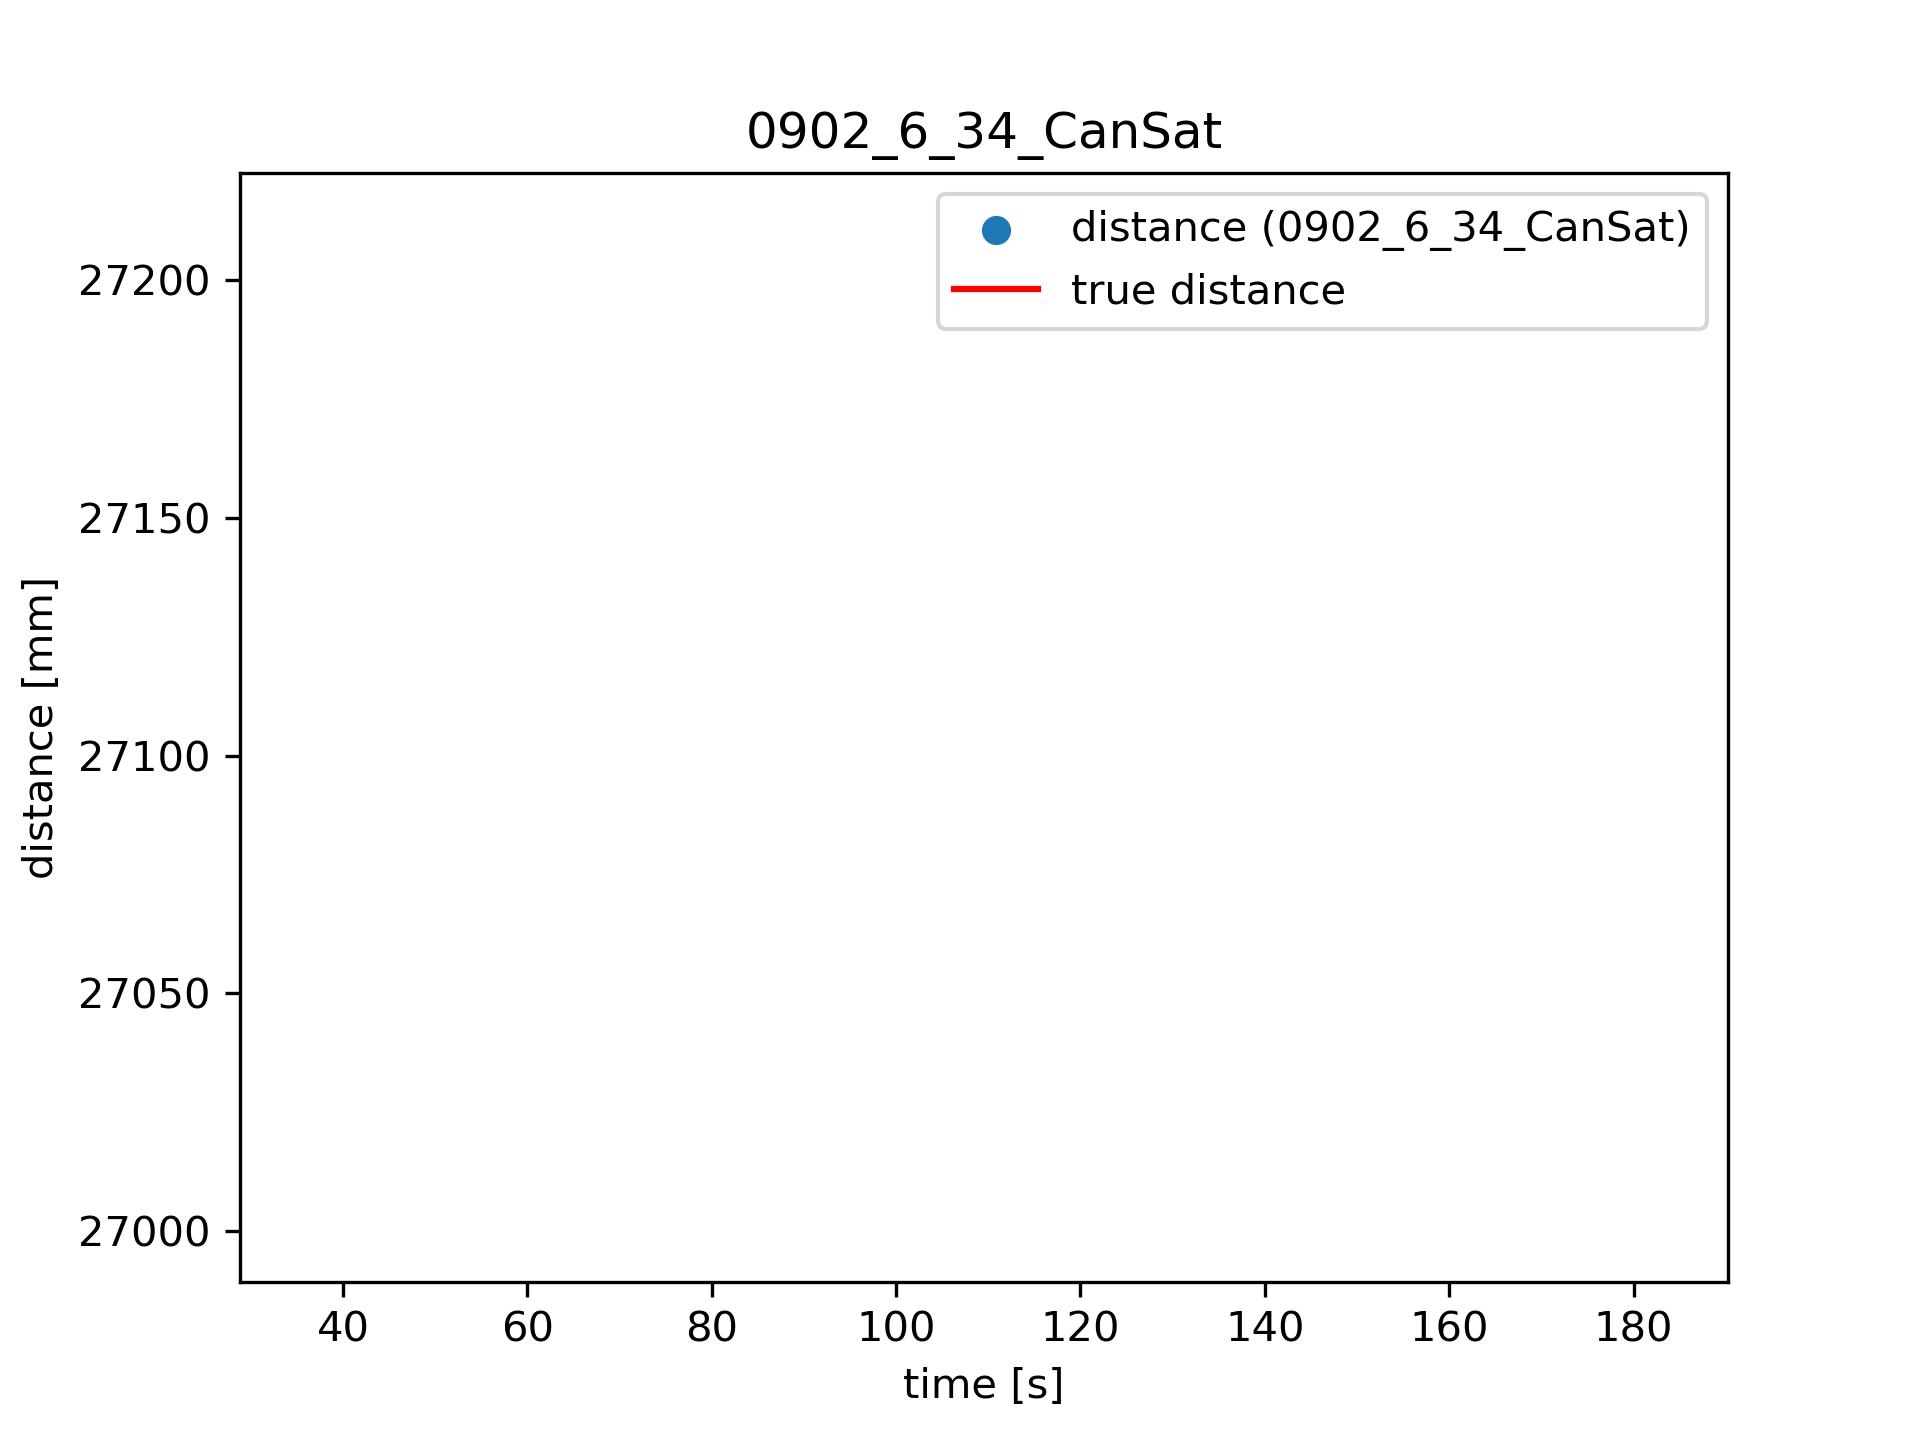 0902_6_34_CanSat
distance (0902_6_34_CanSat)
true distance
27200
27150
27100
27050
27000
distance [mm]
40 60 80 100 120 140 160 180
time [s]